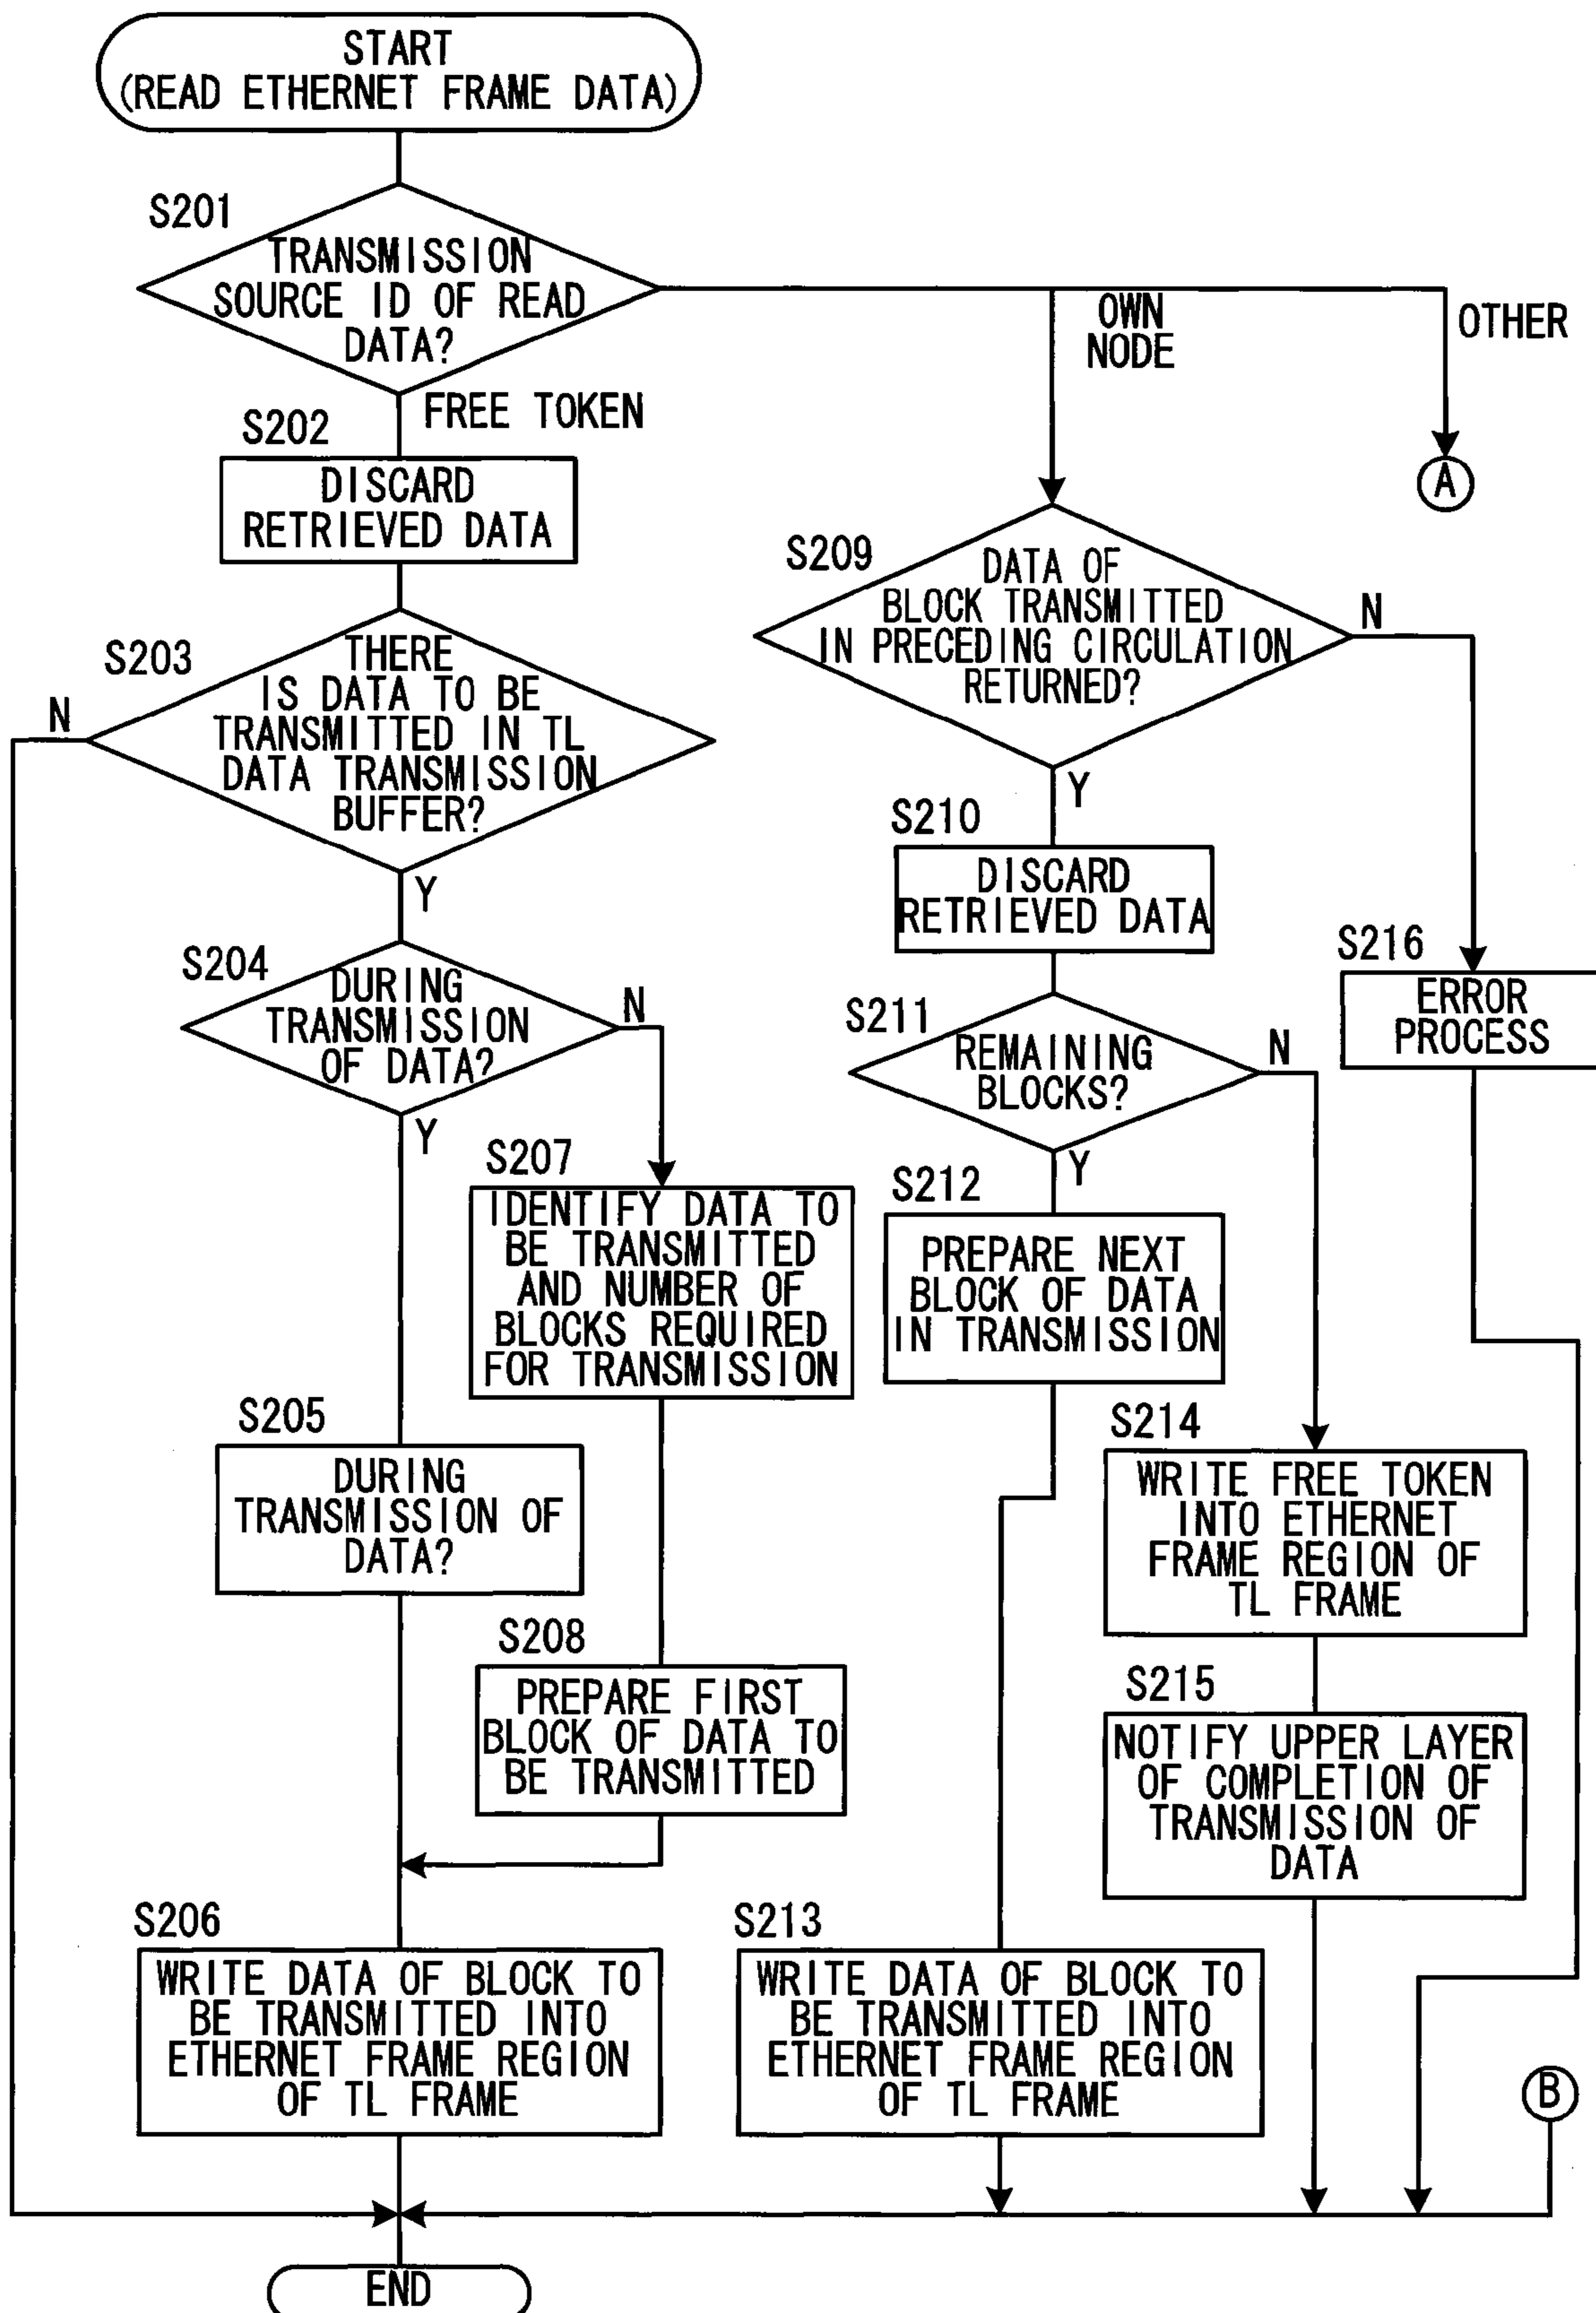 START
(READ ETHERNET FRAME DATA)
S201
TRANSMISSION
SOURCE ID OF READ
DATA?
OWN
NODE
OTHER
A
FREE TOKEN
S202
DISCARD
RETRIEVED DATA
S203
THERE
IS DATA TO BE
TRANSMITTED IN TL
DATA TRANSMISSION
BUFFER?
N
Y
S204
DURING
TRANSMISSION
OF DATA?
N
Y
S207
IDENTIFY DATA TO
BE TRANSMITTED
AND NUMBER OF
BLOCKS REQUIRED
FOR TRANSMISSION
S205
DURING
TRANSMISSION OF
DATA?
S208
PREPARE FIRST
BLOCK OF DATA TO
BE TRANSMITTED
S206
WRITE DATA OF BLOCK TO
BE TRANSMITTED INTO
ETHERNET FRAME REGION
OF TL FRAME
S209
DATA OF
BLOCK TRANSMITTED
IN PRECEDING CIRCULATION
RETURNED?
N
Y
S210
DISCARD
RETRIEVED DATA
S216
ERROR
PROCESS
S211
REMAINING
BLOCKS?
N
Y
S212
PREPARE NEXT
BLOCK OF DATA
IN TRANSMISSION
S214
WRITE FREE TOKEN
INTO ETHERNET
FRAME REGION OF
TL FRAME
S215
NOTIFY UPPER LAYER
OF COMPLETION OF
TRANSMISSION OF
DATA
S213
WRITE DATA OF BLOCK TO
BE TRANSMITTED INTO
ETHERNET FRAME REGION
OF TL FRAME
B
END